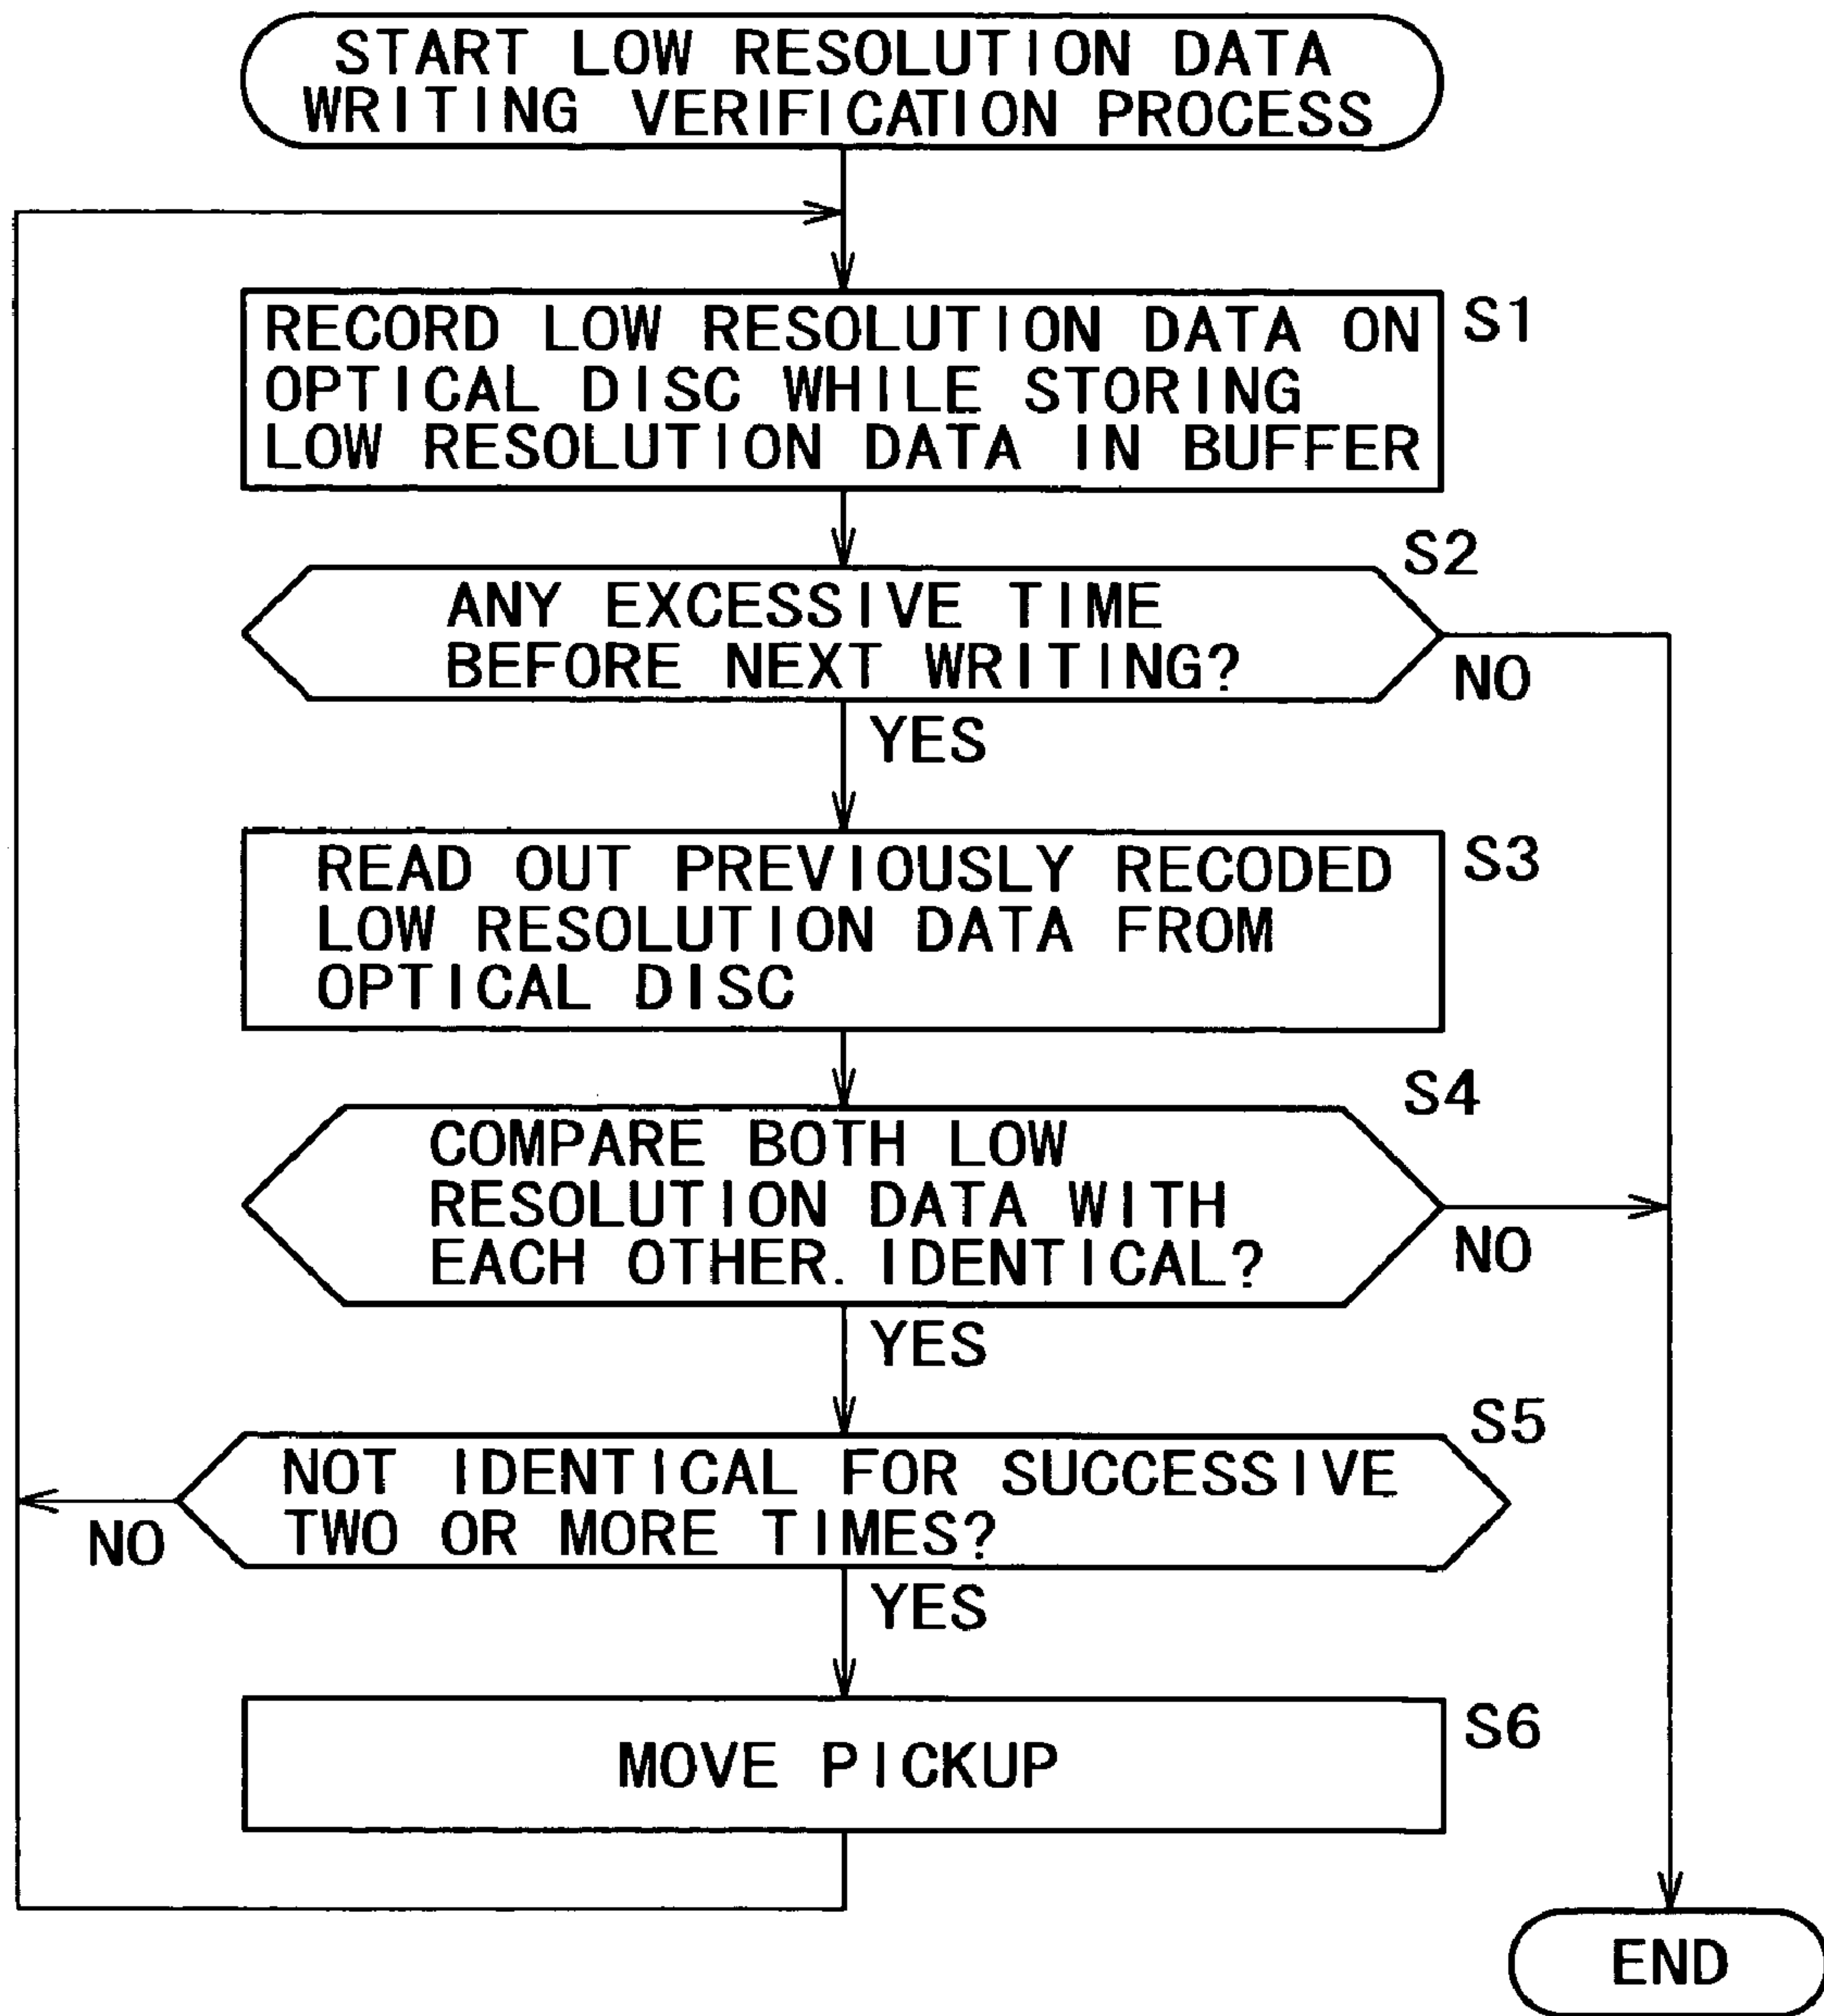 START LOW RESOLUTION DATA
WRITING VERIFICATION PROCESS
RECORD LOW RESOLUTION DATA ON
OPTICAL DISC WHILE STORING
LOW RESOLUTION DATA IN BUFFER
S1
S2
ANY EXCESSIVE TIME
BEFORE NEXT WRITING?
NO
YES
READ OUT PREVIOUSLY RECODED
LOW RESOLUTION DATA FROM
OPTICAL DISC
S3
S4
COMPARE BOTH LOW
RESOLUTION DATA WITH
EACH OTHER. IDENTICAL?
NO
YES
S5
NOT IDENTICAL FOR SUCCESSIVE
TWO OR MORE TIMES?
NO
YES
MOVE PICKUP
S6
END